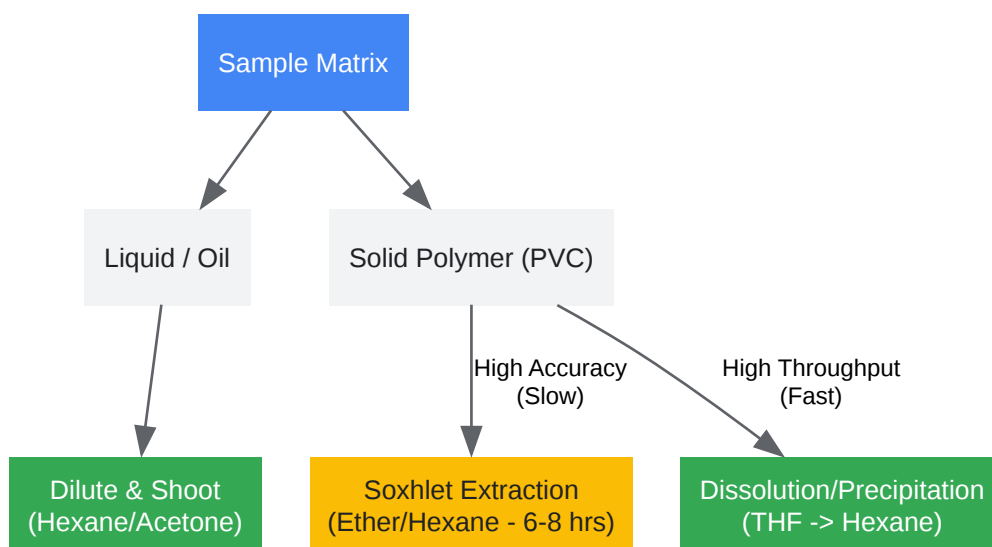 Sample Matrix
Liquid / Oil
Solid Polymer (PVC)
High Accuracy
(Slow)
High Throughput
(Fast)
Dilute & Shoot
(Hexane/Acetone)
Soxhlet Extraction
(Ether/Hexane - 6-8 hrs)
Dissolution/Precipitation
(THF -> Hexane)